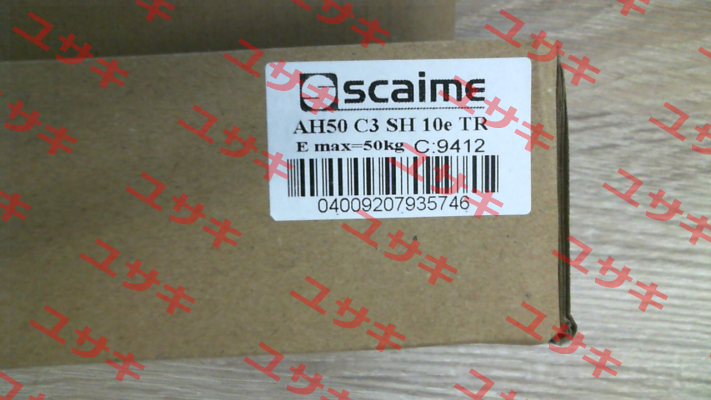 scaime
AH50 C3 SH 10e TR
E max=50kg C:9412
04009207935746
ユサキ